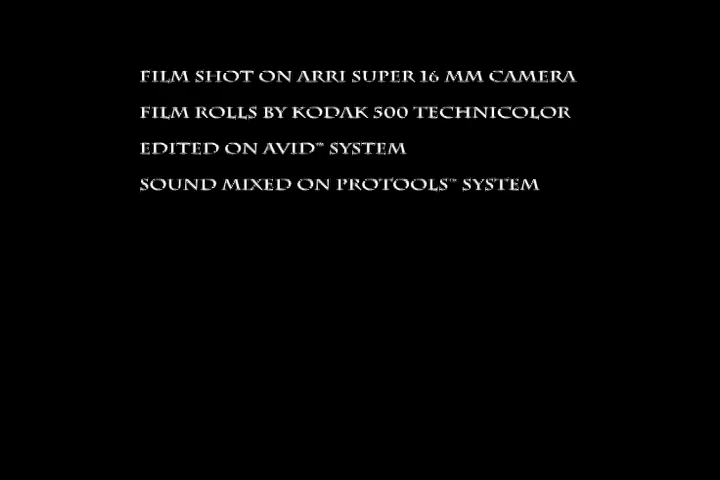 FILM SHOT ON ARRI SUPER 16 MM CAMERA
FILM ROLLS BY KODAK 500 TECHNICOLOR
EDITED ON AVID™ SYSTEM
SOUND MIXED ON PROTOOLS™ SYSTEM